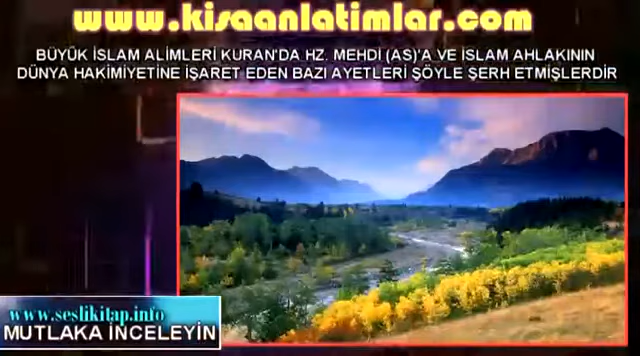 www.kisaanlatimlar.com
BÜYÜK İSLAM ALİMLERİ KURAN'DA HZ. MEHDİ (AS)'A VE İSLAM AHLAKININ
DÜNYA HAKİMİYETİNE İŞARET EDEN BAZI AYETLERİ ŞÖYLE ŞERH ETMİŞLERDİR
www.seslikitap.info
MUTLAKA İNCELEYİN